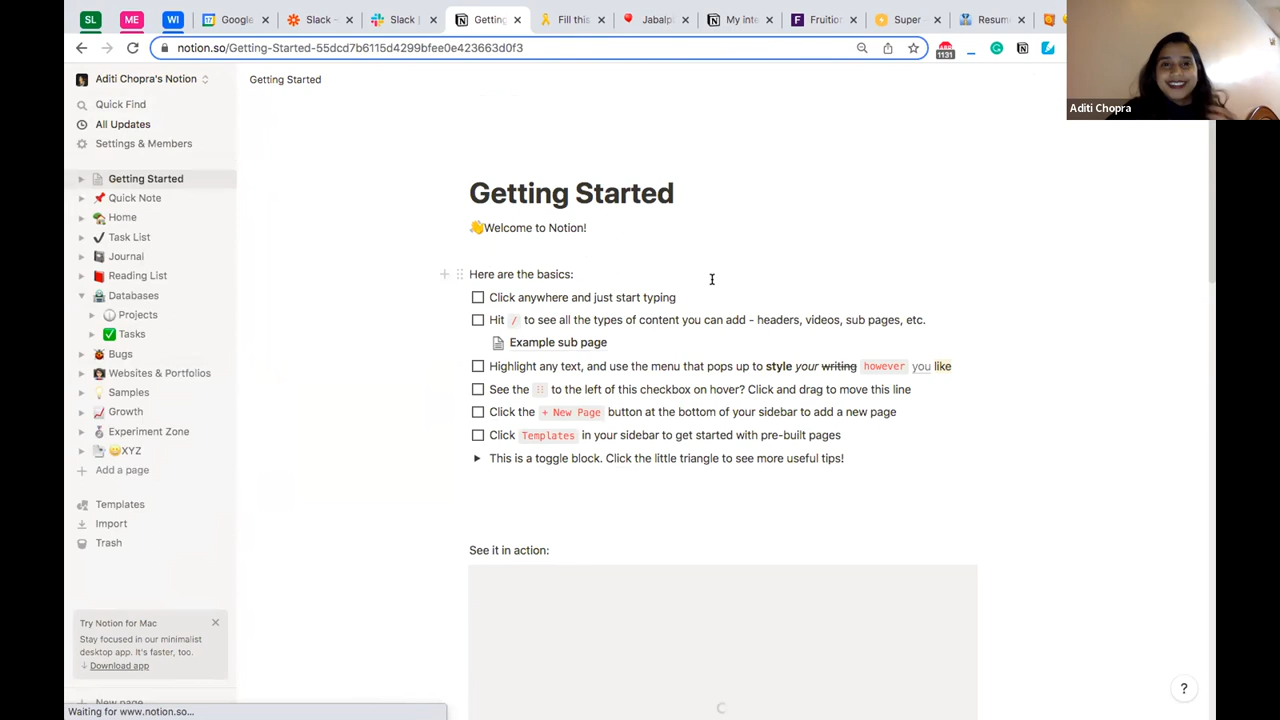 SL
ME
WI
Google
Slack -
Slack |
Getting
Fill this
Jabalp
My inte
Fruition
Super -
Resum
notion.so/Getting-Started-55dcd7b6115d4299bfee0e423663d0f3
1131
Aditi Chopra
Aditi Chopra's Notion
Getting Started
Quick Find
All Updates
Settings & Members
Getting Started
Quick Note
Home
Task List
Journal
Reading List
Databases
Projects
Tasks
Bugs
Websites & Portfolios
Samples
Growth
Experiment Zone
😄XYZ
Add a page
Templates
Import
Trash
Try Notion for Mac
Stay focused in our minimalist
desktop app. It's faster, too.
↓ Download app
New page
Waiting for www.notion.so...
Getting Started
👋Welcome to Notion!
Here are the basics:
Click anywhere and just start typing
Hit / to see all the types of content you can add - headers, videos, sub pages, etc.
Example sub page
Highlight any text, and use the menu that pops up to style your writing however you like
See the ⋮⋮ to the left of this checkbox on hover? Click and drag to move this line
Click the + New Page button at the bottom of your sidebar to add a new page
Click Templates in your sidebar to get started with pre-built pages
This is a toggle block. Click the little triangle to see more useful tips!
See it in action:
?